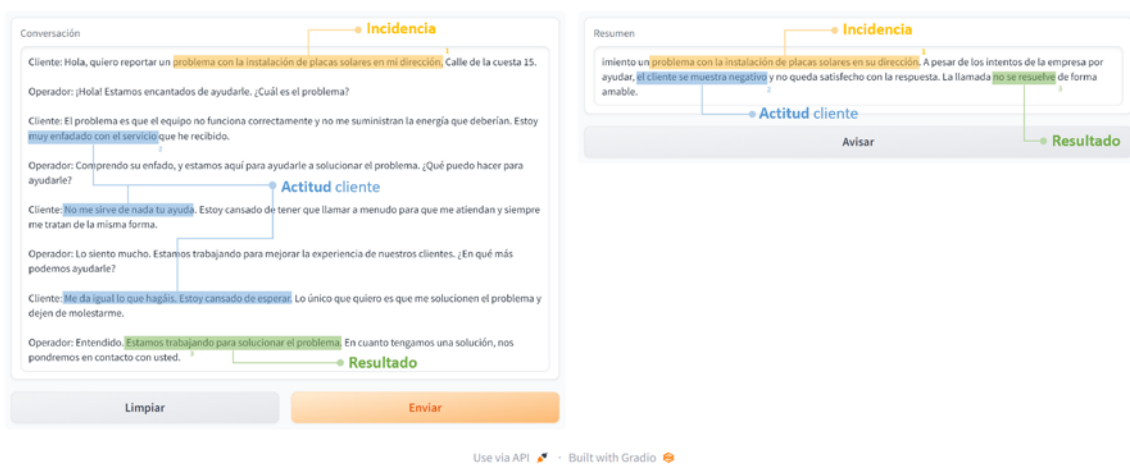 Conversación
Incidencia
1
Cliente: Hola, quiero reportar un problema con la instalación de placas solares en mi dirección, Calle de la cuesta 15.
Operador: ¡Hola! Estamos encantados de ayudarle. ¿Cuál es el problema?
Cliente: El problema es que el equipo no funciona correctamente y no me suministran la energía que deberían. Estoy
muy enfadado con el servicio que he recibido.
2
Operador: Comprendo su enfado, y estamos aquí para ayudarle a solucionar el problema. ¿Qué puedo hacer para
ayudarle?
Actitud cliente
Cliente: No me sirve de nada tu ayuda. Estoy cansado de tener que llamar a menudo para que me atiendan y siempre
me tratan de la misma forma.
Operador: Lo siento mucho. Estamos trabajando para mejorar la experiencia de nuestros clientes. ¿En qué más
podemos ayudarle?
Cliente: Me da igual lo que hagáis. Estoy cansado de esperar. Lo único que quiero es que me solucionen el problema y
dejen de molestarme.
Operador: Entendido. Estamos trabajando para solucionar el problema. En cuanto tengamos una solución, nos
pondremos en contacto con usted.
3
Resultado
Limpiar
Enviar
Resumen
Incidencia
1
imiento un problema con la instalación de placas solares en su dirección. A pesar de los intentos de la empresa por
ayudar, el cliente se muestra negativo y no queda satisfecho con la respuesta. La llamada no se resuelve de forma
2
3
amable.
Actitud cliente
Avisar
Resultado
Use via API · Built with Gradio